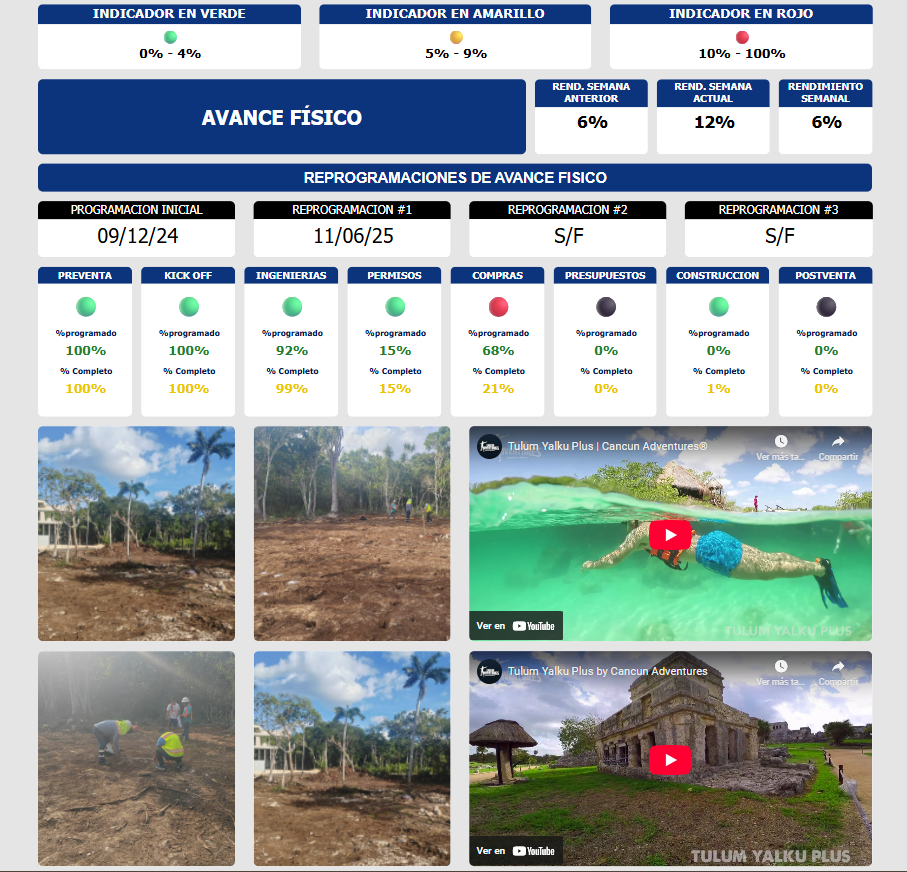 INDICADOR EN VERDE
0% - 4%
INDICADOR EN AMARILLO
5% - 9%
INDICADOR EN ROJO
10% - 100%
AVANCE FÍSICO
REND. SEMANA
ANTERIOR
6%
REND. SEMANA
ACTUAL
12%
RENDIMIENTO
SEMANAL
6%
REPROGRAMACIONES DE AVANCE FISICO
PROGRAMACION INICIAL
09/12/24
REPROGRAMACION #1
11/06/25
REPROGRAMACION #2
S/F
REPROGRAMACION #3
S/F
PREVENTA
%programado
100%
% Completo
100%
KICK OFF
%programado
100%
% Completo
100%
INGENIERIAS
%programado
92%
% Completo
99%
PERMISOS
%programado
15%
% Completo
15%
COMPRAS
%programado
68%
% Completo
21%
PRESUPUESTOS
%programado
0%
% Completo
0%
CONSTRUCCION
%programado
0%
% Completo
1%
POSTVENTA
%programado
0%
% Completo
0%
Tulum Yalku Plus | Cancun Adventures®
Ver más ta...
Compartir
Ver en YouTube
TULUM YALKU PLUS
Tulum Yalku Plus by Cancun Adventures
Ver más ta...
Compartir
Ver en YouTube
TULUM YALKU PLUS